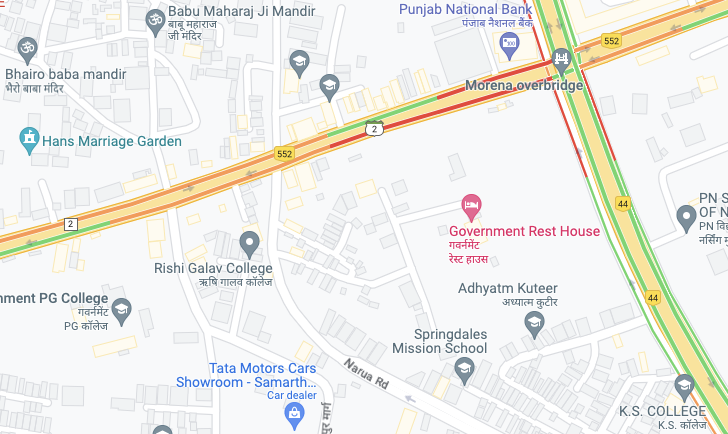 Babu Maharaj Ji Mandir
बाबू महाराज
जी मंदिर
Punjab National Bank
पंजाब नैशनल बैंक
552
Bhairo baba mandir
भैरो बाबा मंदिर
Morena overbridge
2
Hans Marriage Garden
552
44
PN S
OF N
PN विद्
नर्सिंग मु
2
Government Rest House
गवर्नमेंट
रेस्ट हाउस
Rishi Galav College
ऋषि गालव कॉलेज
nment PG College
गवर्नमेंट
PG कॉलेज
Adhyatm Kuteer
अध्यात्म कुटीर
44
Springdales
Mission School
Tata Motors Cars
Showroom - Samarth...
Car dealer
Narua Rd
K.S. COLLEGE
K.S. कॉलेज